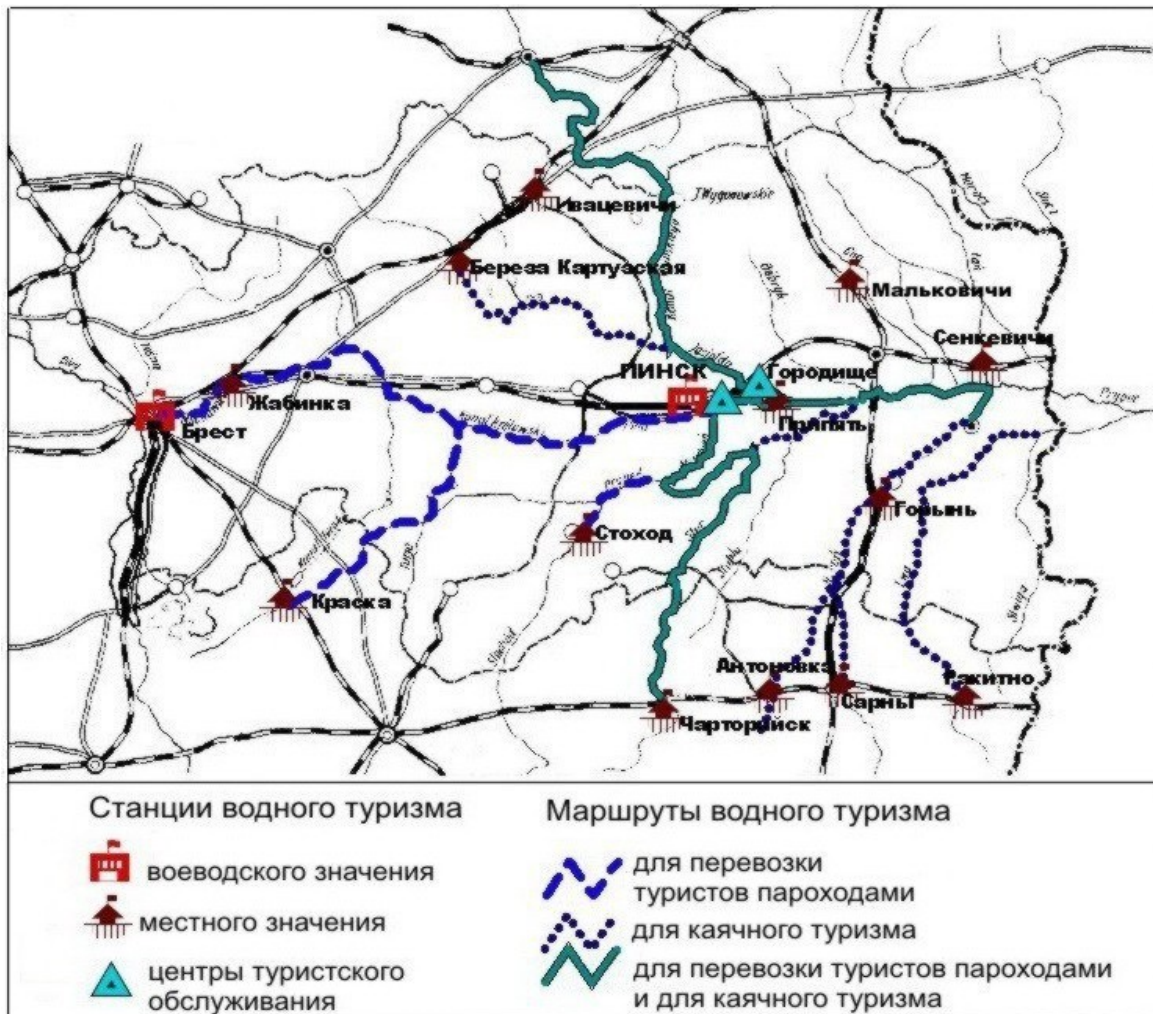 Ивацевичи
J Wygonowskie
Береза Картузская
Мальковичи
Сенкевичи
ПИНСК
Городище
Жабинка
Припять
Брест
Горынь
Стоход
Краска
Антоновка
Сарны
Ракитно
Чарторийск
Станции водного туризма
воеводского значения
местного значения
центры туристского
обслуживания
Маршруты водного туризма
для перевозки
туристов пароходами
для каячного туризма
для перевозки туристов пароходами
и для каячного туризма